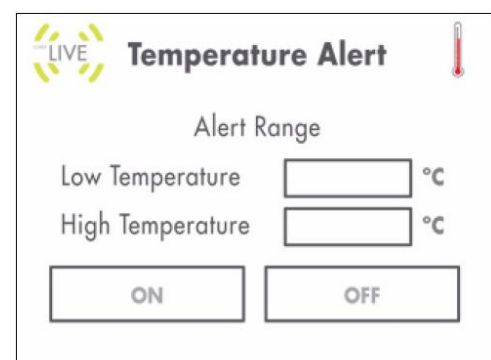 LIVE
Temperature Alert
Alert Range
Low Temperature °C
High Temperature °C
ON OFF